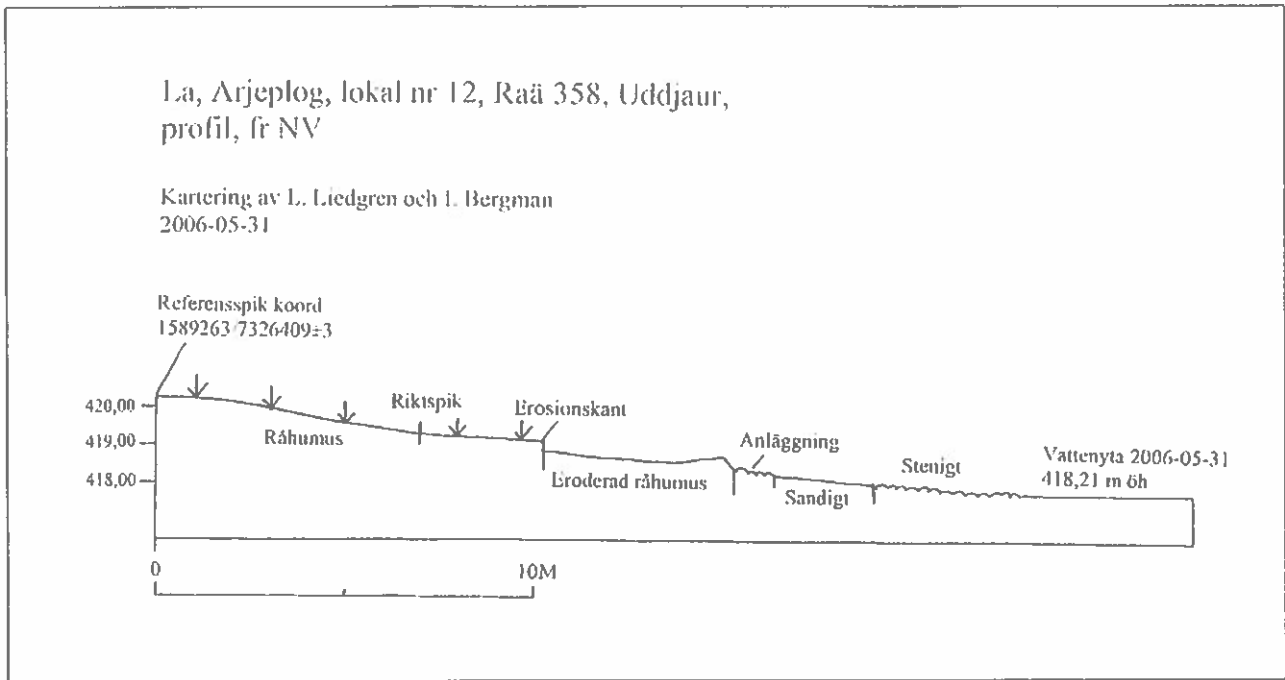 La, Arjeplog, lokal nr 12, Raä 358, Uddjaur,
profil, fr NV
Kartering av L. Liedgren och I. Bergman
2006-05-31
Referensspik koord
1589263/7326409±3
420,00
419,00
418,00
Råhumus
Riktspik
Erosionskant
Eroderad råhumus
Anläggning
Sandigt
Stenigt
Vattenyta 2006-05-31
418,21 m öh
0
10M